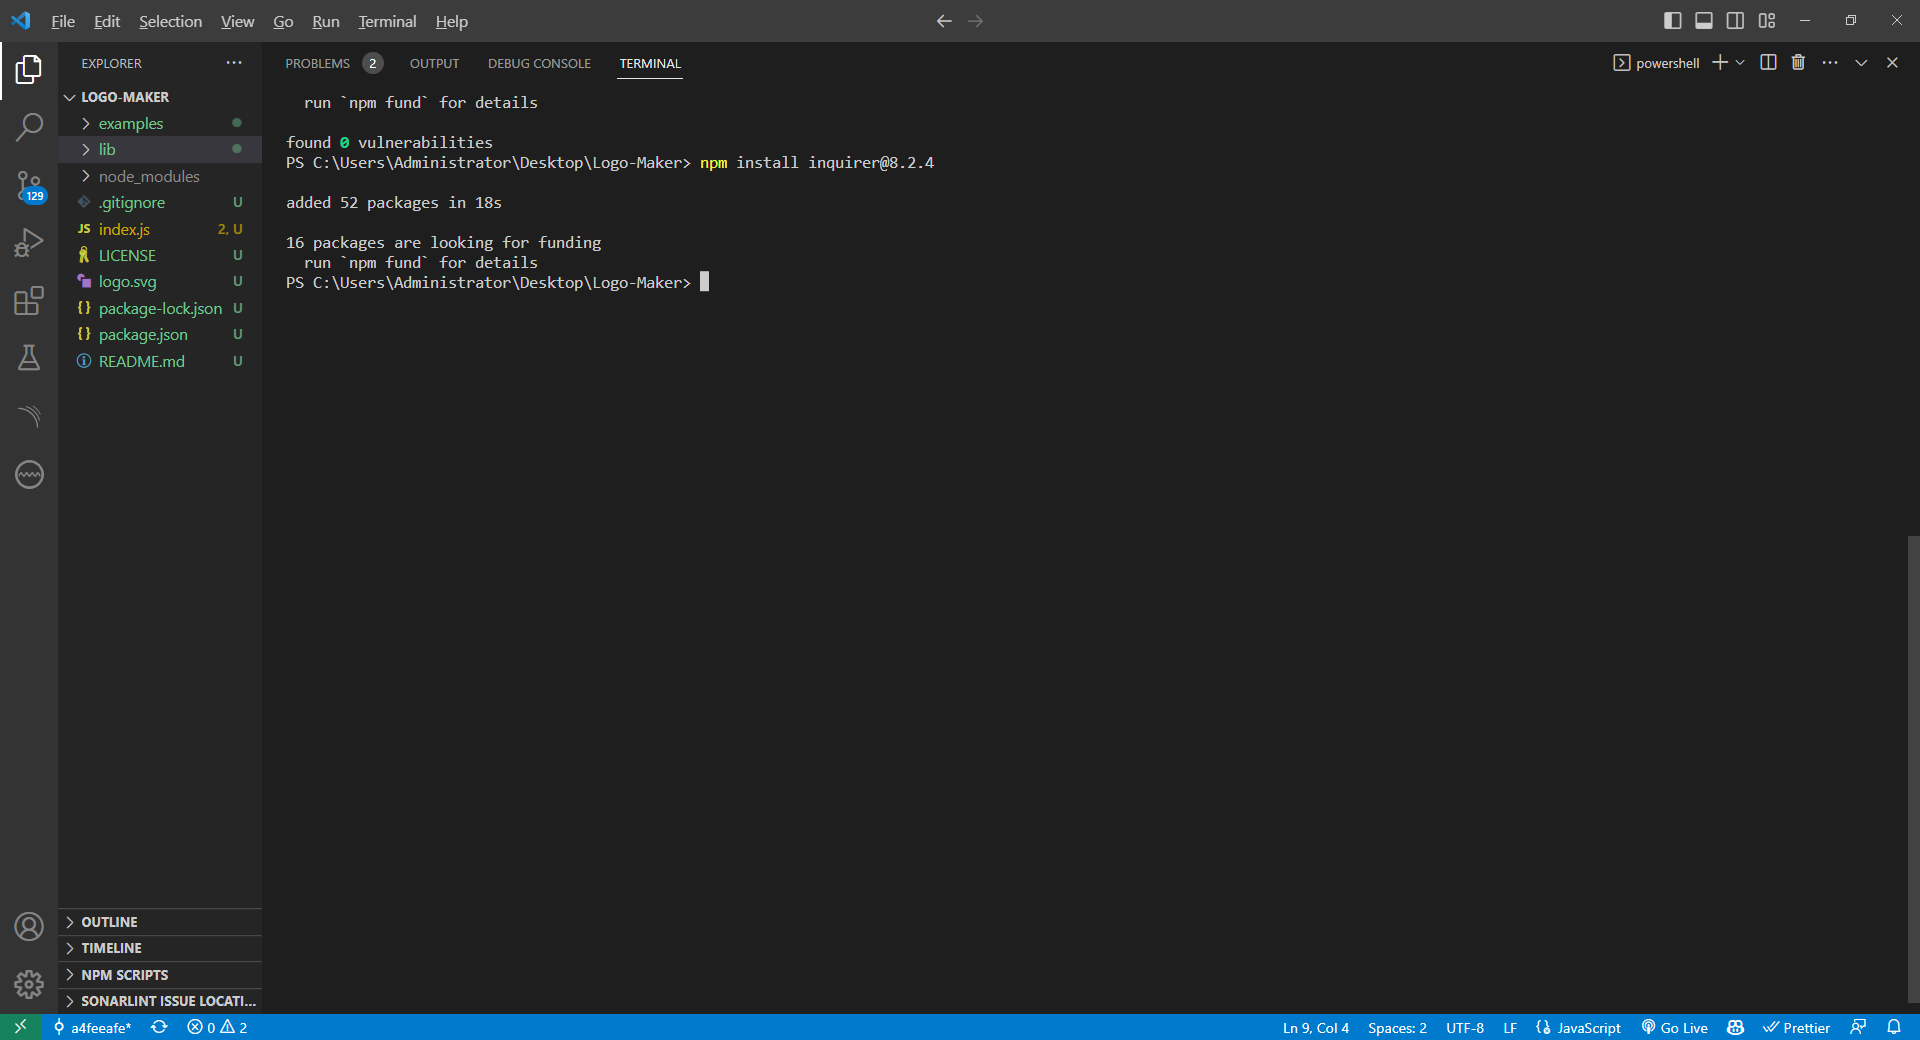 File Edit Selection View Go Run Terminal Help
EXPLORER
LOGO-MAKER
examples
lib
node_modules
.gitignore U
JS index.js 2, U
LICENSE U
logo.svg U
{} package-lock.json U
{} package.json U
README.md U
129
OUTLINE
TIMELINE
NPM SCRIPTS
SONARLINT ISSUE LOCATI...
PROBLEMS 2 OUTPUT DEBUG CONSOLE TERMINAL
powershell
run `npm fund` for details
found 0 vulnerabilities
PS C:\Users\Administrator\Desktop\Logo-Maker> npm install inquirer@8.2.4
added 52 packages in 18s
16 packages are looking for funding
run `npm fund` for details
PS C:\Users\Administrator\Desktop\Logo-Maker>
a4feeafe* 0 2 Ln 9, Col 4 Spaces: 2 UTF-8 LF JavaScript Go Live Prettier